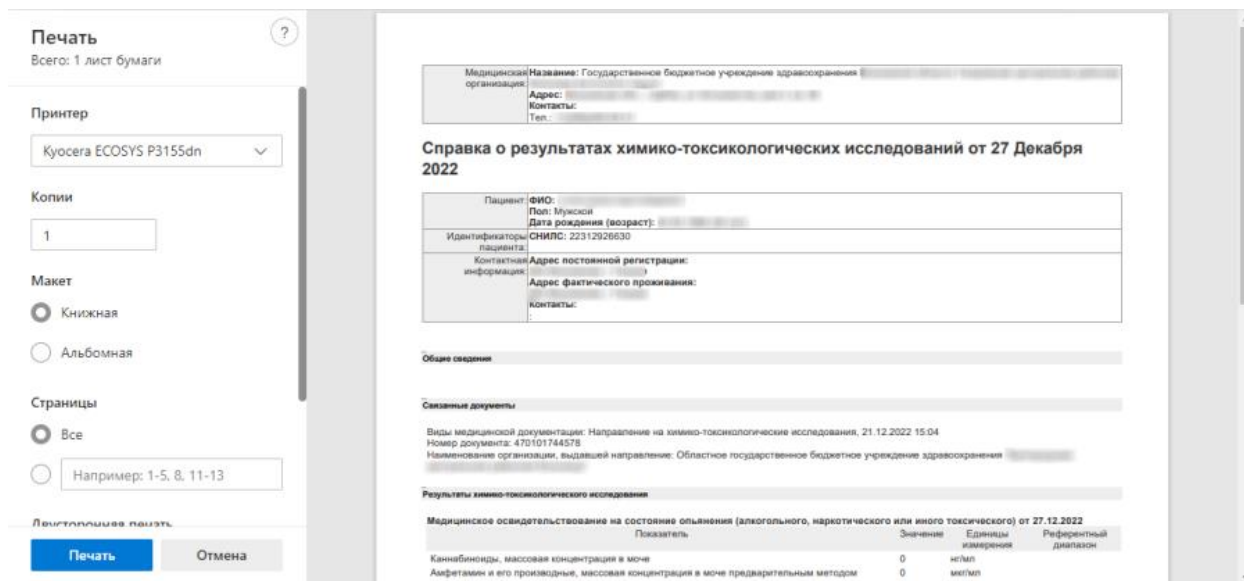 Печать
Всего: 1 лист бумаги
?
Принтер
Kyocera ECOSYS P3155dn
Копии
1
Макет
Книжная
Альбомная
Страницы
Все
Например: 1-5, 8, 11-13
Двусторонняя печать
Печать
Отмена
Медицинская организация:
Название: Государственное бюджетное учреждение здравоохранения
Адрес:
Контакты:
Тел.:
Справка о результатах химико-токсикологических исследований от 27 Декабря
2022
Пациент:
ФИО:
Пол: Мужской
Дата рождения (возраст):
Идентификаторы пациента:
СНИЛС: 22312926630
Контактная информация:
Адрес постоянной регистрации:
Адрес фактического проживания:
Контакты:
:
Общие сведения
Связанные документы
Виды медицинской документации: Направление на химико-токсикологические исследования, 21.12.2022 15:04
Номер документа: 470101744578
Наименование организации, выдавшей направление: Областное государственное бюджетное учреждение здравоохранения
Результаты химико-токсикологического исследования
Медицинское освидетельствование на состояние опьянения (алкогольного, наркотического или иного токсического) от 27.12.2022
Показатель Значение Единицы измерения Референтный диапазон
Каннабиноиды, массовая концентрация в моче 0 нг/мл
Амфетамин и его производные, массовая концентрация в моче предварительным методом 0 мкг/мл